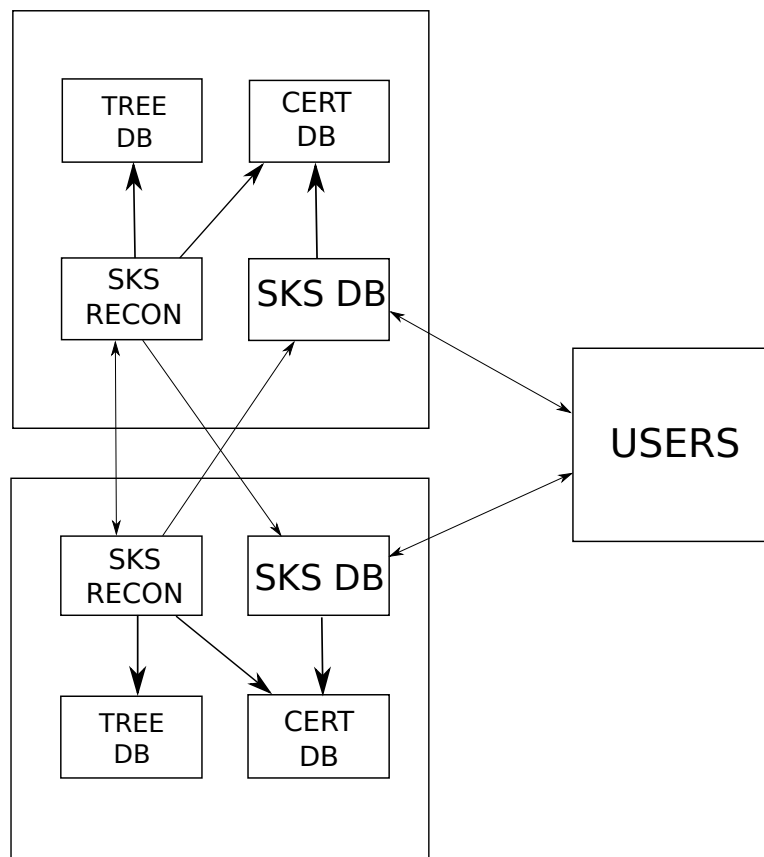 TREE
DB
CERT
DB
SKS
RECON
SKS DB
USERS
SKS
RECON
SKS DB
TREE
DB
CERT
DB